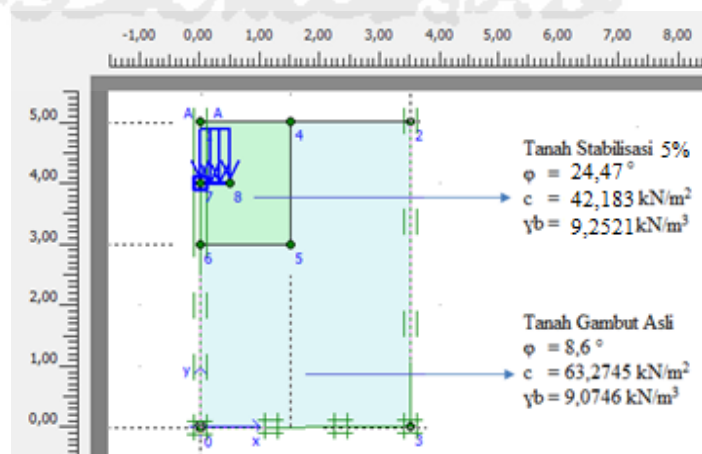 -1,00 0,00 1,00 2,00 3,00 4,00 5,00 6,00 7,00 8,00
5,00
A A
4 2
4,00
7 8
3,00
6 5
2,00
1,00
y
0,00
0 x 3
Tanah Stabilisasi 5%
φ = 24,47 °
c = 42,183 kN/m²
γb = 9,2521kN/m³
Tanah Gambut Asli
φ = 8,6 °
c = 63,2745 kN/m²
γb = 9,0746 kN/m³